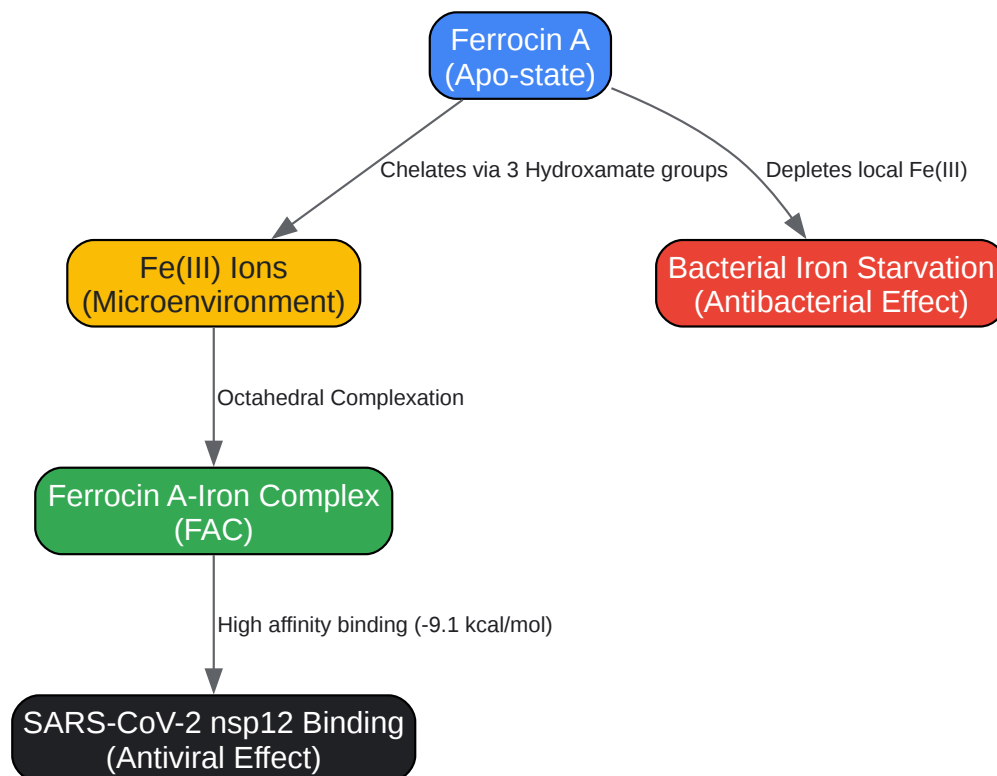 Ferrocin A
(Apo-state)
Chelates via 3 Hydroxamate groups
Depletes local Fe(III)
Fe(III) Ions
(Microenvironment)
Bacterial Iron Starvation
(Antibacterial Effect)
Octahedral Complexation
Ferrocin A-Iron Complex
(FAC)
High affinity binding (-9.1 kcal/mol)
SARS-CoV-2 nsp12 Binding
(Antiviral Effect)